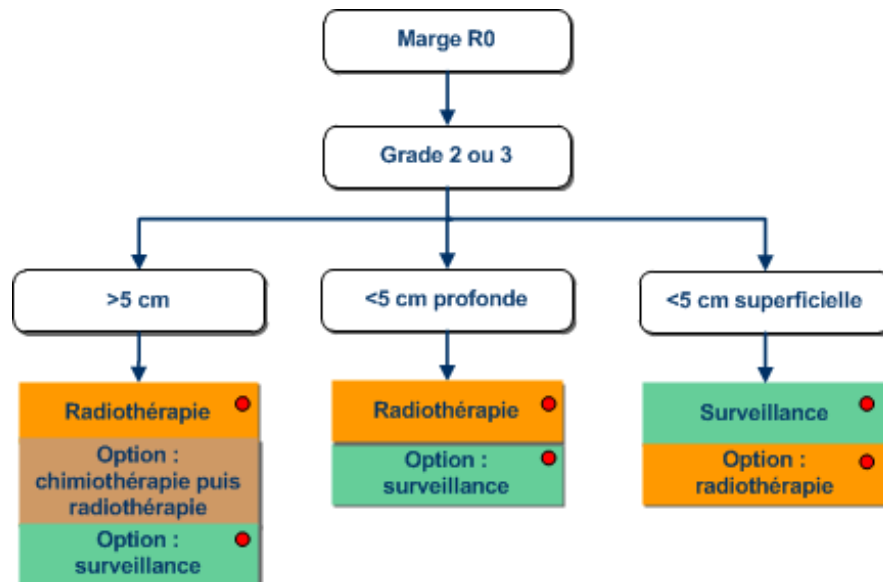 Marge R0
Grade 2 ou 3
>5 cm
<5 cm profonde
<5 cm superficielle
Radiothérapie
Option :
chimiothérapie puis
radiothérapie
Option :
surveillance
Radiothérapie
Option :
surveillance
Surveillance
Option :
radiothérapie